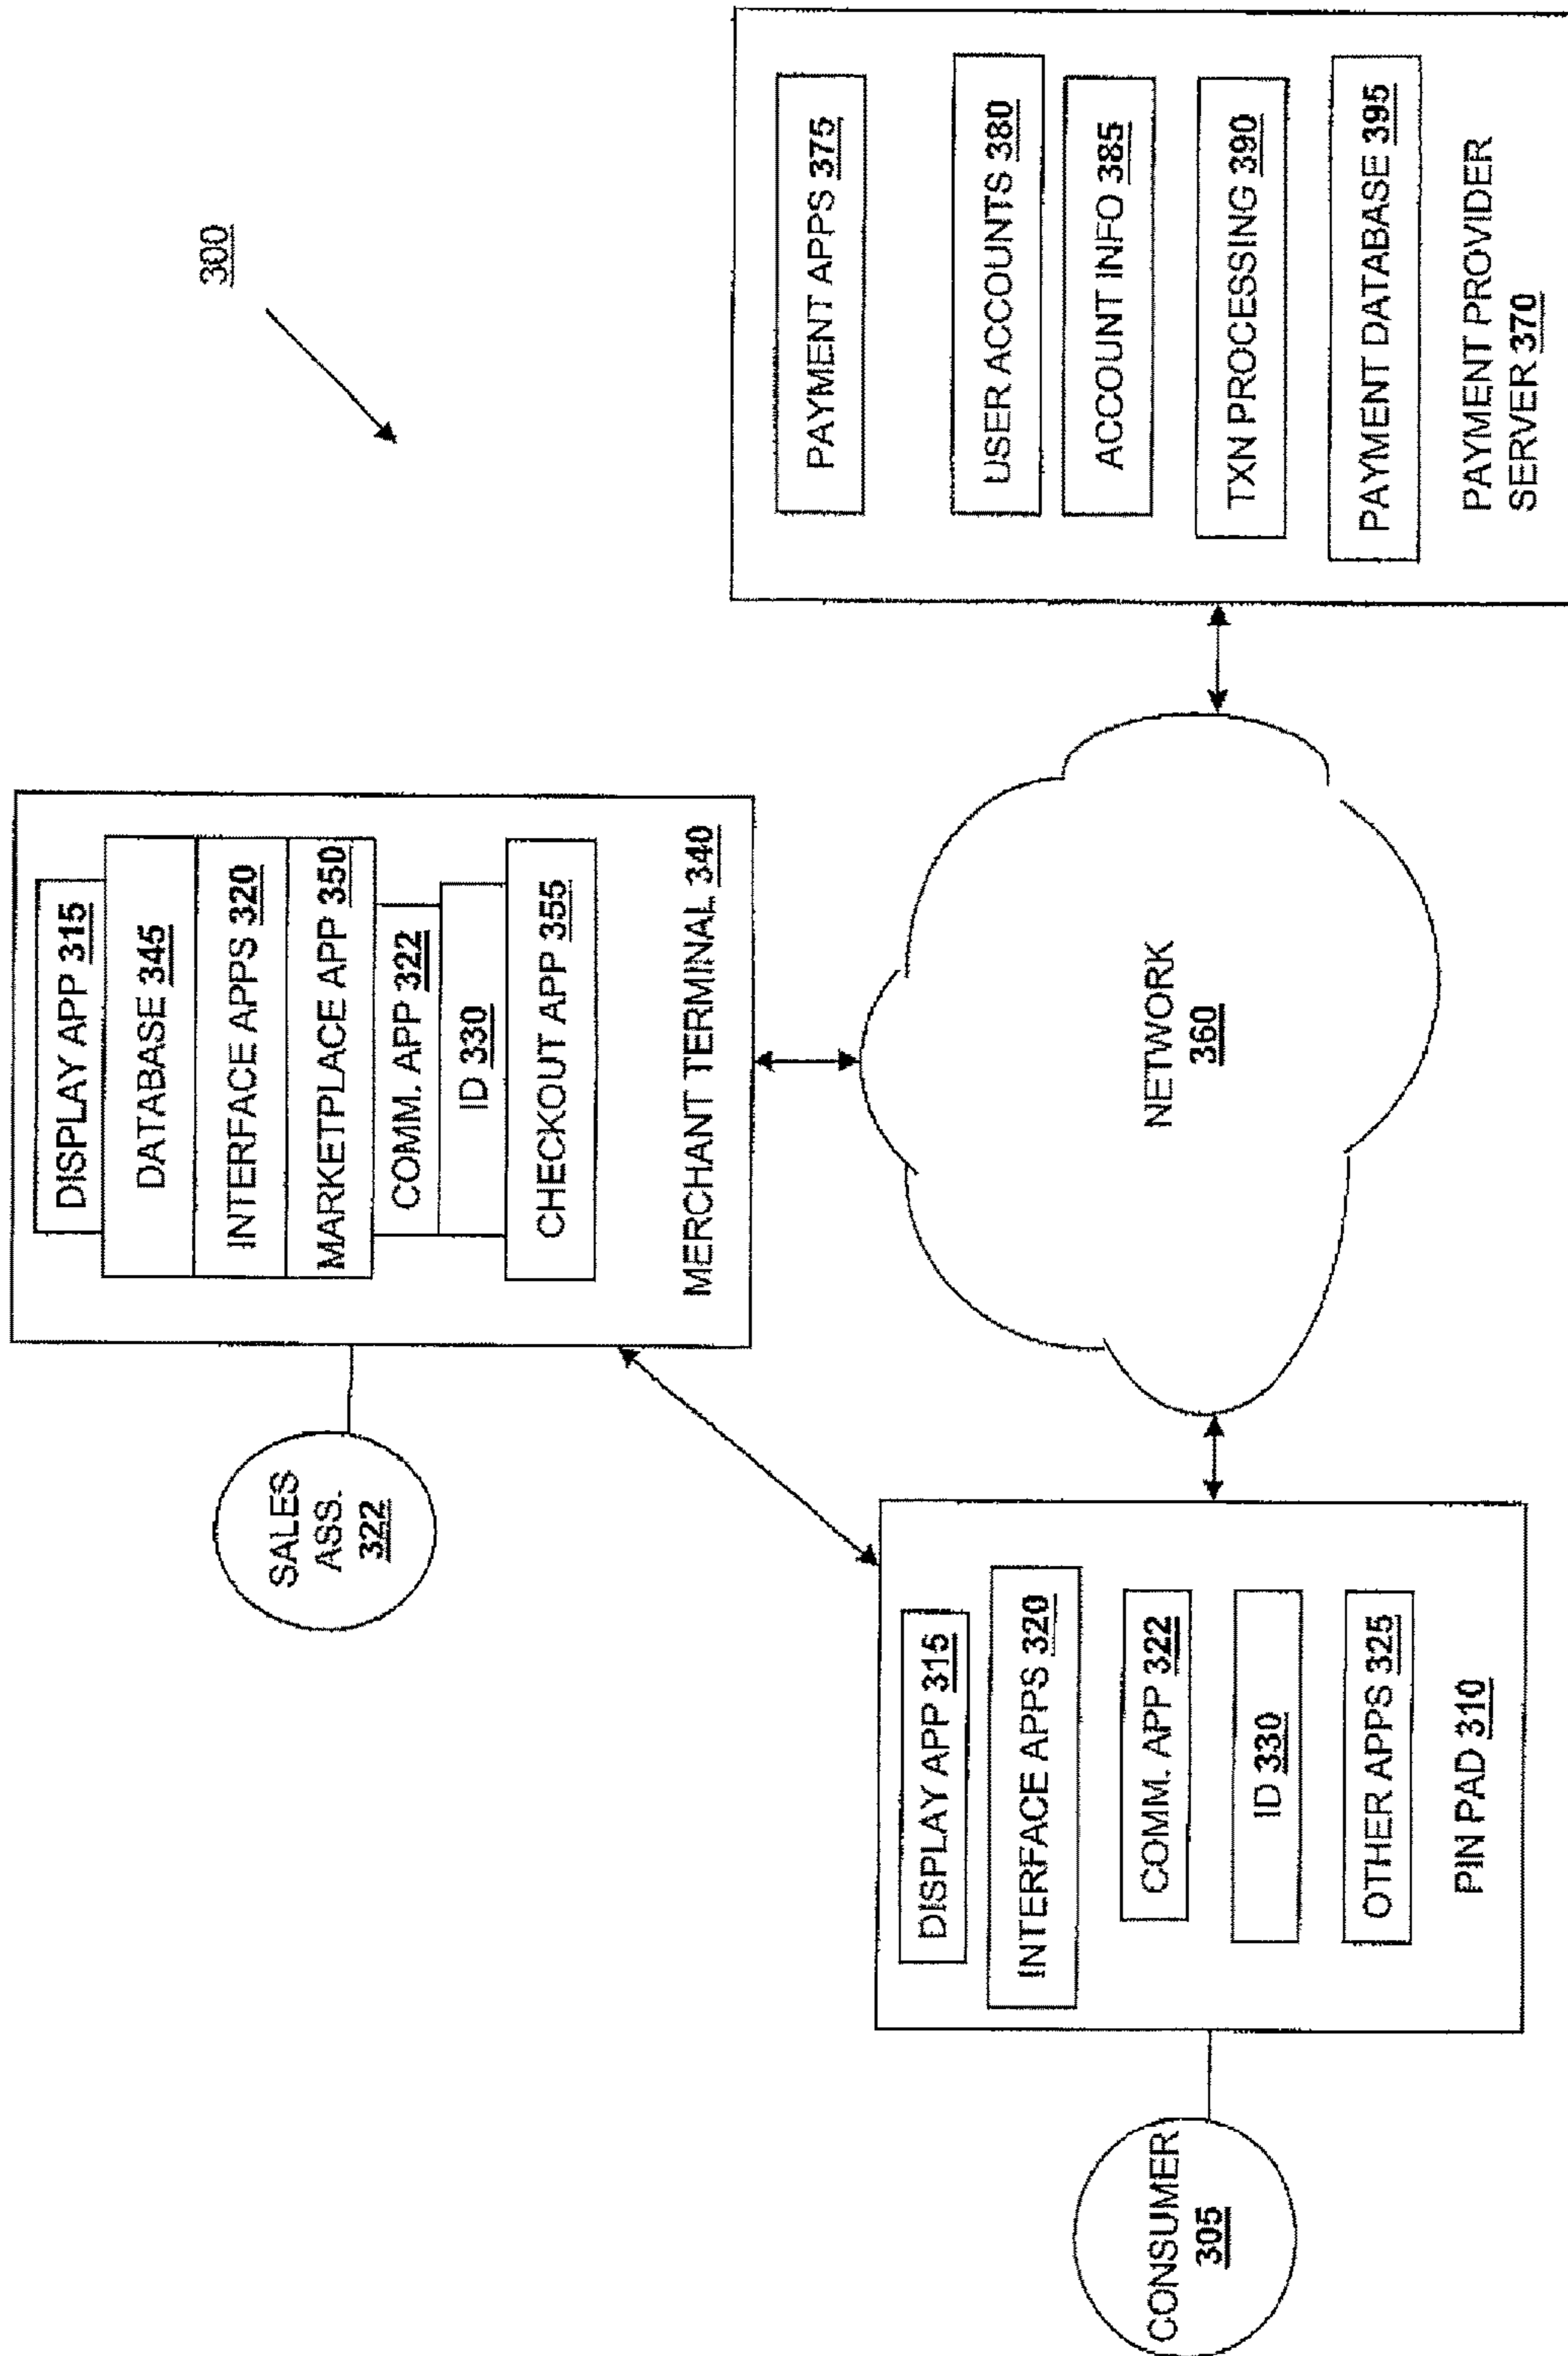 300
SALES
ASS.
322
DISPLAY APP 315
DATABASE 345
INTERFACE APPS 320
MARKETPLACE APP 350
COMM. APP 322
ID 330
CHECKOUT APP 355
MERCHANT TERMINAL 340
CONSUMER
305
DISPLAY APP 315
INTERFACE APPS 320
COMM. APP 322
ID 330
OTHER APPS 325
PIN PAD 310
NETWORK
360
PAYMENT APPS 375
USER ACCOUNTS 380
ACCOUNT INFO 385
TXN PROCESSING 390
PAYMENT DATABASE 395
PAYMENT PROVIDER
SERVER 370